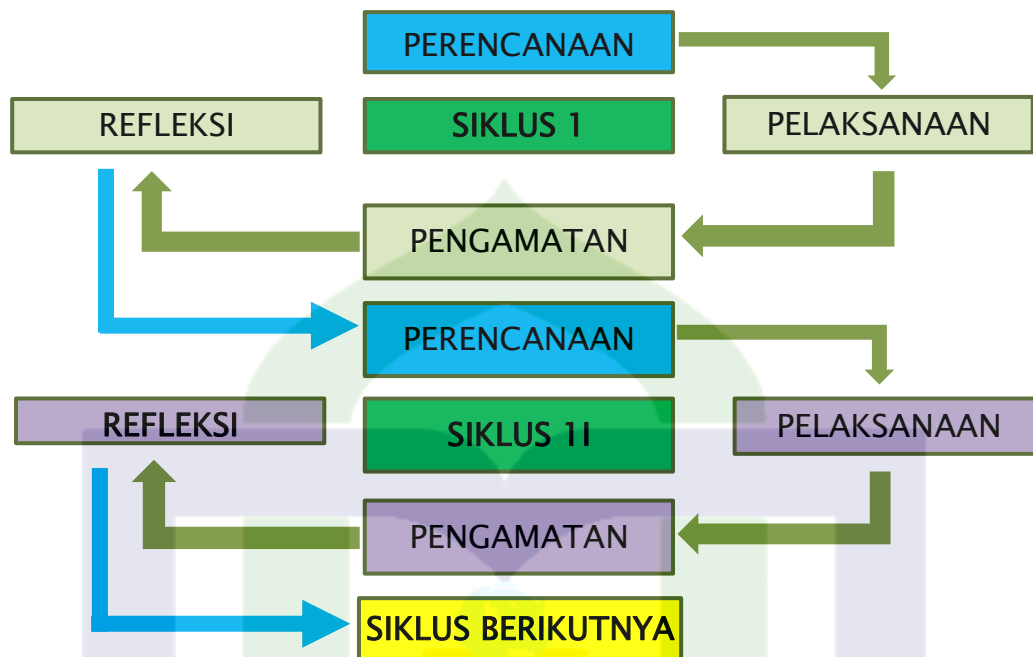 PERENCANAAN
REFLEKSI
SIKLUS 1
PELAKSANAAN
PENGAMATAN
PERENCANAAN
REFLEKSI
SIKLUS 1I
PELAKSANAAN
PENGAMATAN
SIKLUS BERIKUTNYA